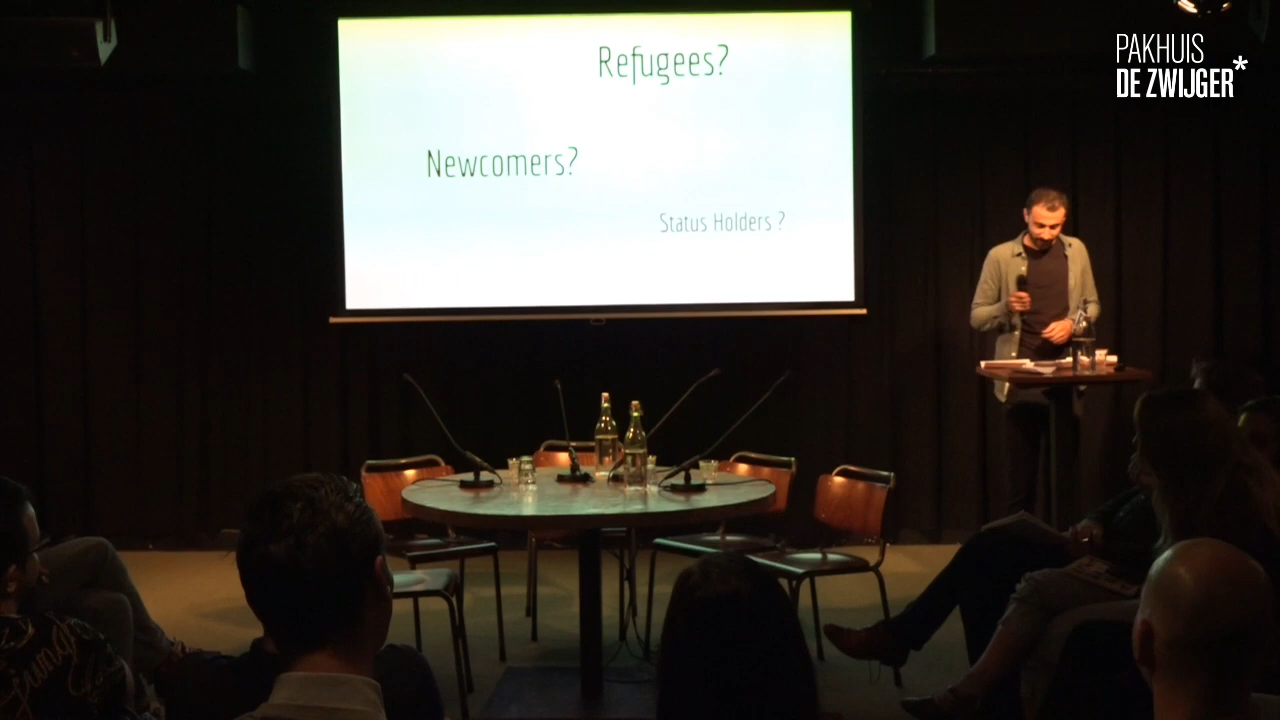 Refugees?
Newcomers?
Status Holders ?
PAKHUIS
DE ZWIJGER*